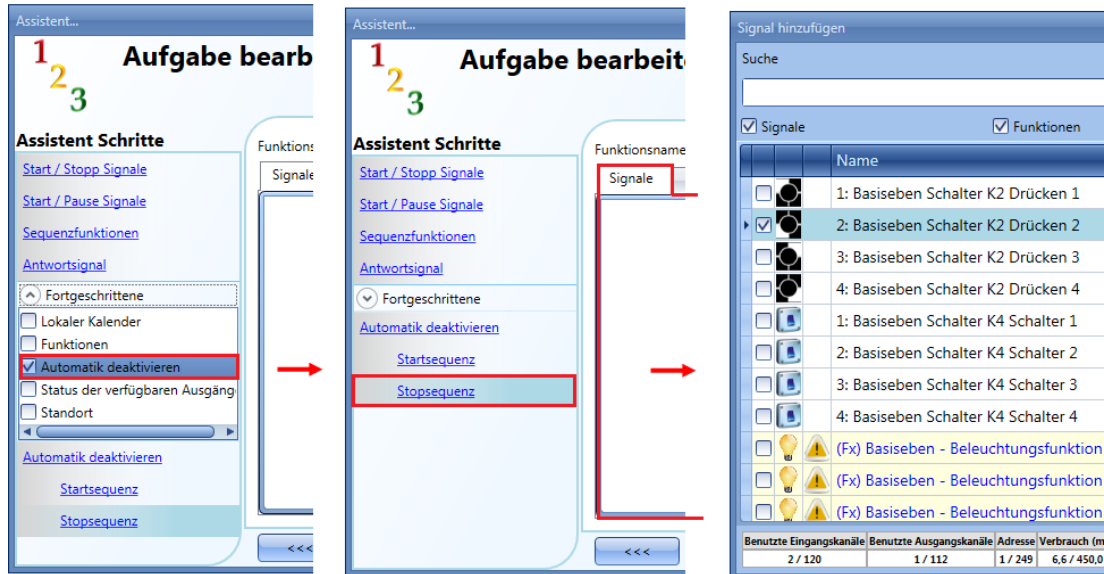 Assistent...
1 2 3
Aufgabe bearb
Assistent Schritte
Start / Stopp Signale
Start / Pause Signale
Sequenzfunktionen
Antwortsignal
Fortgeschrittene
Lokaler Kalender
Funktionen
Automatik deaktivieren
Status der verfügbaren Ausgäng
Standort
Automatik deaktivieren
Startsequenz
Stopsequenz
Funktions
Signale
<<<
Assistent...
1 2 3
Aufgabe bearbeit
Assistent Schritte
Start / Stopp Signale
Start / Pause Signale
Sequenzfunktionen
Antwortsignal
Fortgeschrittene
Automatik deaktivieren
Startsequenz
Stopsequenz
Funktionsname
Signale
<<<
Signal hinzufügen
Suche
Signale Funktionen
Name
1: Basiseben Schalter K2 Drücken 1
2: Basiseben Schalter K2 Drücken 2
3: Basiseben Schalter K2 Drücken 3
4: Basiseben Schalter K2 Drücken 4
1: Basiseben Schalter K4 Schalter 1
2: Basiseben Schalter K4 Schalter 2
3: Basiseben Schalter K4 Schalter 3
4: Basiseben Schalter K4 Schalter 4
(Fx) Basiseben - Beleuchtungsfunktion
(Fx) Basiseben - Beleuchtungsfunktion
(Fx) Basiseben - Beleuchtungsfunktion
Benutzte Eingangskanäle Benutzte Ausgangskanäle Adresse Verbrauch (m
2 / 120 1 / 112 1 / 249 6,6 / 450,0